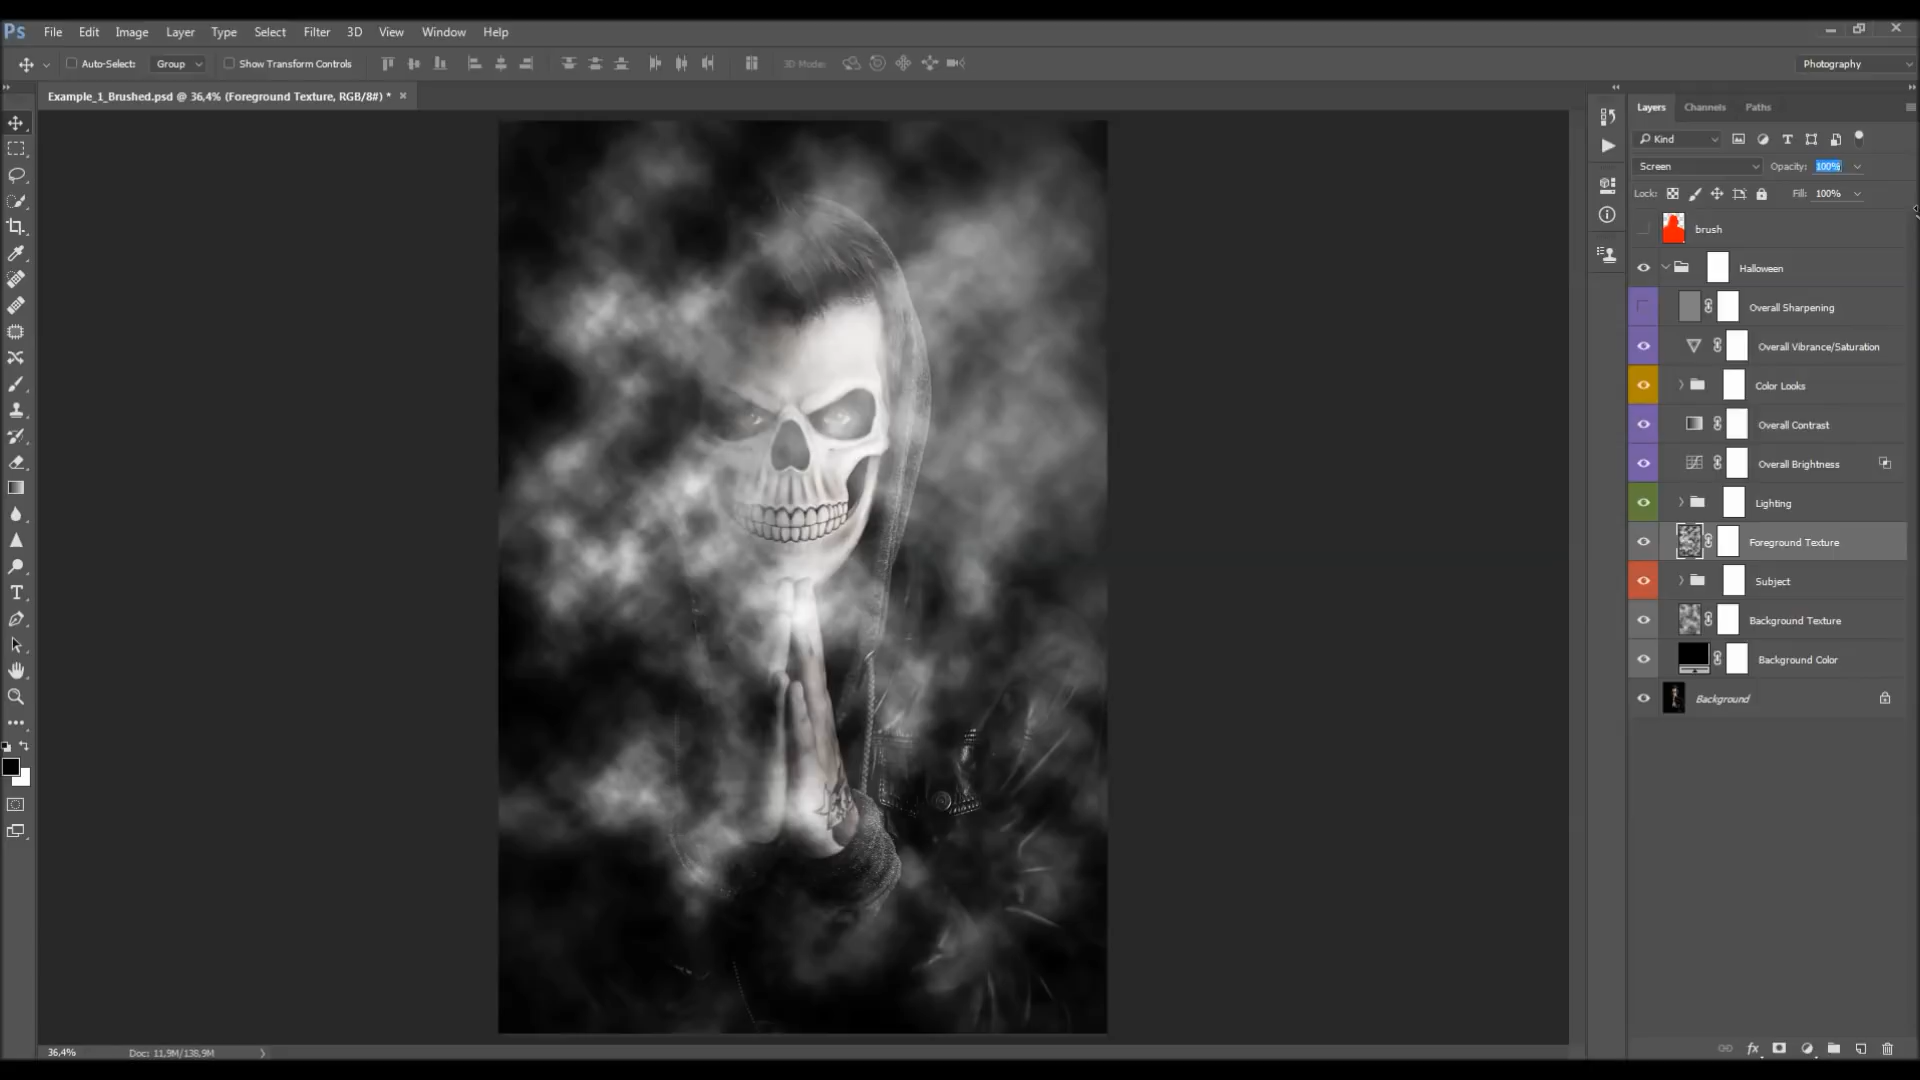 Ps File Edit Image Layer Type Select Filter 3D View Window Help
Auto-Select: Group Show Transform Controls 3D Mode: Photography
Example_1_Brushed.psd @ 36,4% (Foreground Texture, RGB/8#) * ×
Layers Channels Paths
Kind
Screen Opacity: 100%
Lock: Fill: 100%
brush
Halloween
Overall Sharpening
Overall Vibrance/Saturation
Color Looks
Overall Contrast
Overall Brightness
Lighting
Foreground Texture
Subject
Background Texture
Background Color
Background
36,4% Doc: 11,9M/138,9M
fx